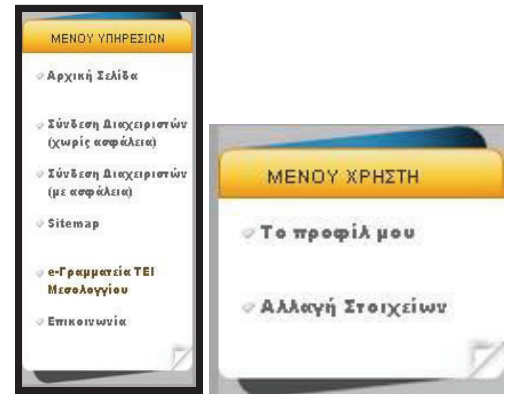 ΜΕΝΟΥ ΥΠΗΡΕΣΙΩΝ
Αρχική Σελίδα
Σύνδεση Διαχειριστών
(χωρίς ασφάλεια)
Σύνδεση Διαχειριστών
(με ασφάλεια)
Sitemap
e-Γραμματεία ΤΕΙ
Μεσολογγίου
Επικοινωνία
ΜΕΝΟΥ ΧΡΗΣΤΗ
Το προφίλ μου
Αλλαγή Στοιχείων